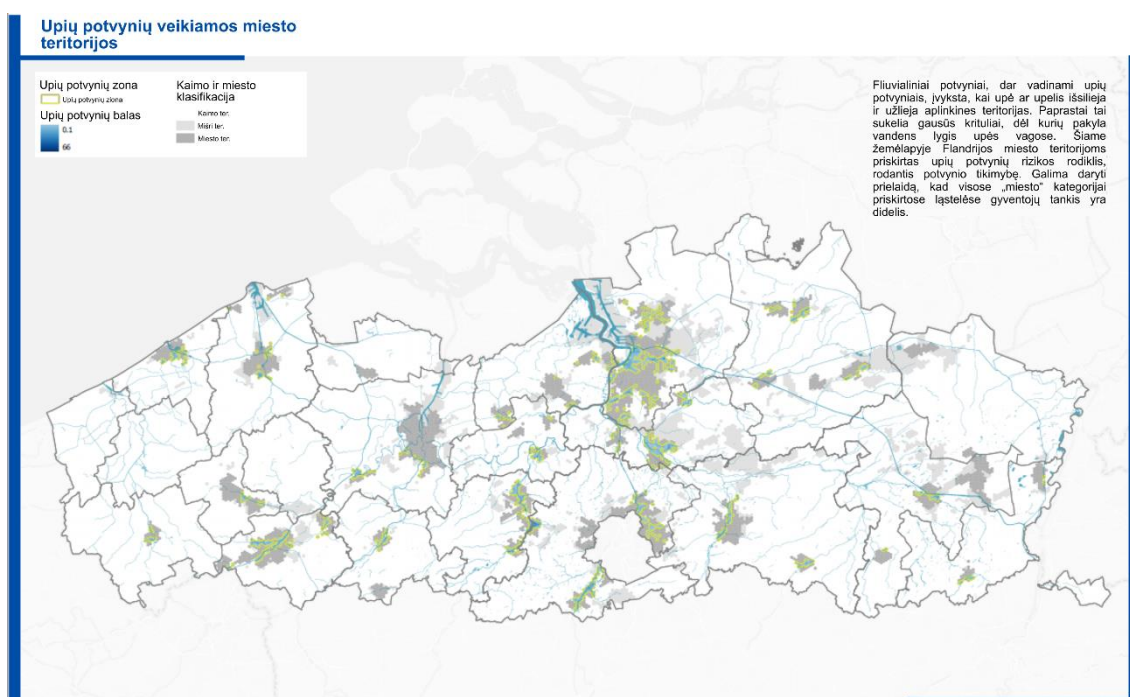 Upių potvynių veikiamos miesto
teritorijos
Upių potvynių zona
Upių potvynių ziona
Upių potvynių balas
0.1
66
Kaimo ir miesto
klasifikacija
Kaimo ter.
Mišri ter.
Miesto ter.
Fliuvialiniai potvyniai, dar vadinami upių
potvyniais, įvyksta, kai upė ar upelis išsilieja
ir užlieja aplinkines teritorijas. Paprastai tai
sukelia gausūs krituliai, dėl kurių pakyla
vandens lygis upės vagose. Šiame
žemėlapyje Flandrijos miesto teritorijoms
priskirtas upių potvynių rizikos rodiklis,
rodantis potvynio tikimybę. Galima daryti
prielaidą, kad visose „miesto“ kategorijai
priskirtose ląstelėse gyventojų tankis yra
didelis.